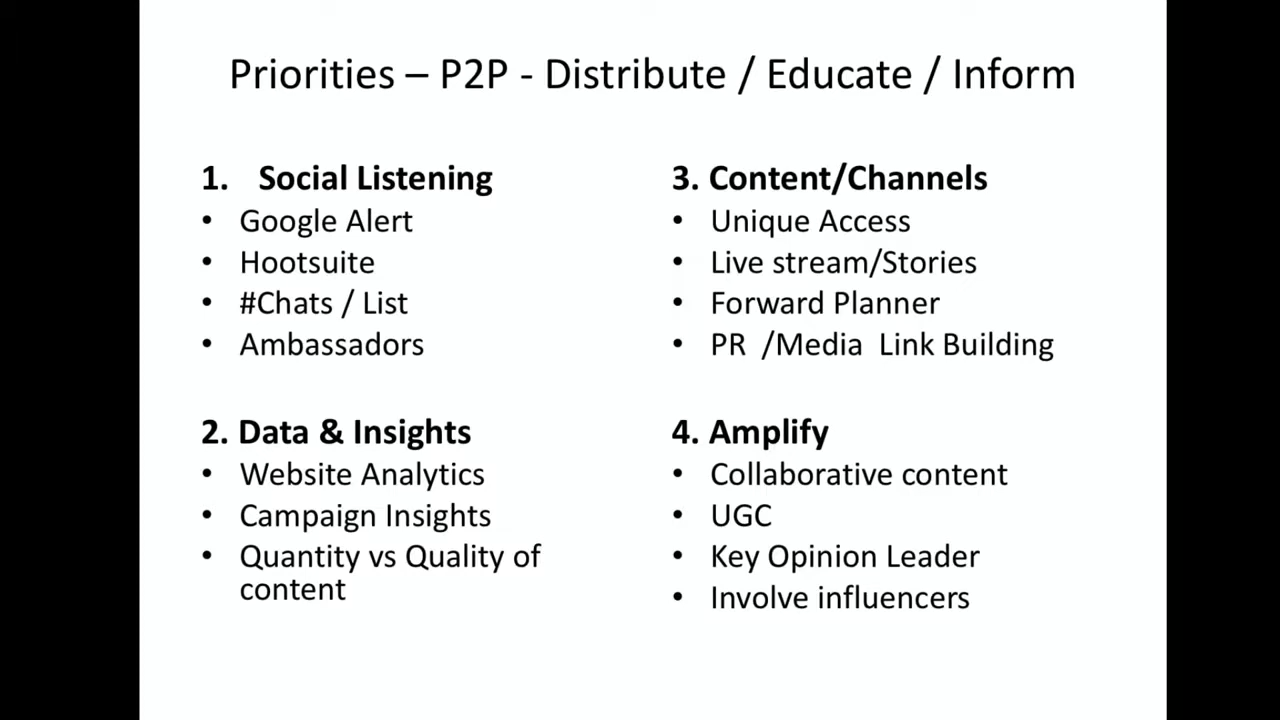 Priorities – P2P - Distribute / Educate / Inform
1. Social Listening
• Google Alert
• Hootsuite
• #Chats / List
• Ambassadors
2. Data & Insights
• Website Analytics
• Campaign Insights
• Quantity vs Quality of
content
3. Content/Channels
• Unique Access
• Live stream/Stories
• Forward Planner
• PR /Media Link Building
4. Amplify
• Collaborative content
• UGC
• Key Opinion Leader
• Involve influencers